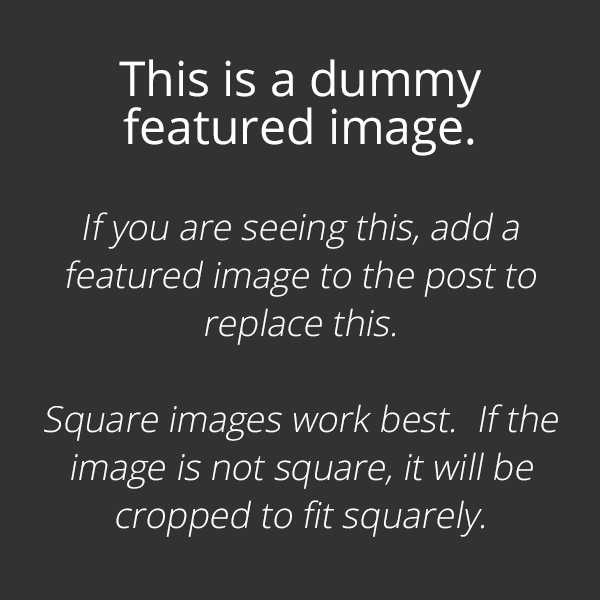 This is a dummy
featured image.
If you are seeing this, add a
featured image to the post to
replace this.
Square images work best.  If the
image is not square, it will be
cropped to fit squarely.